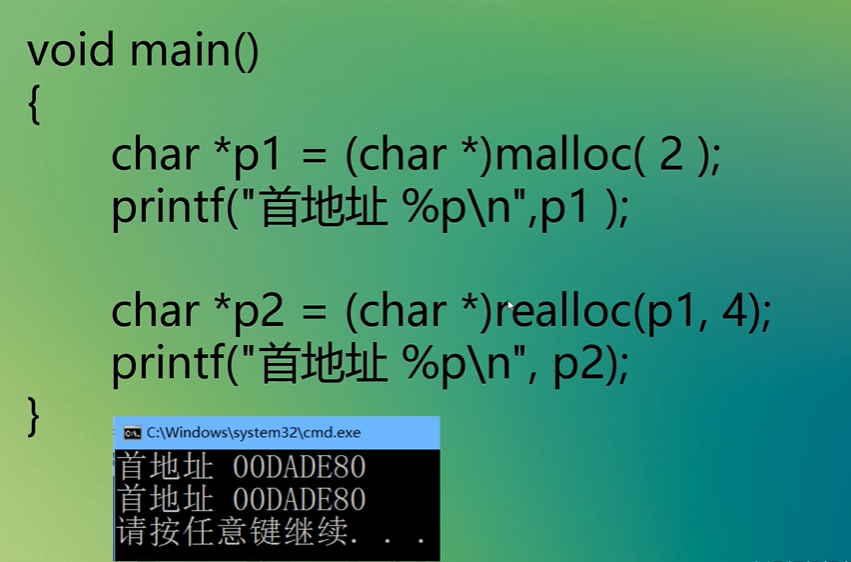 void main()
{
char *p1 = (char *)malloc( 2 );
printf("首地址 %p\n",p1 );
char *p2 = (char *)realloc(p1, 4);
printf("首地址 %p\n", p2);
}
C:\Windows\system32\cmd.exe
首地址 00DADE80
首地址 00DADE80
请按任意键继续. . .